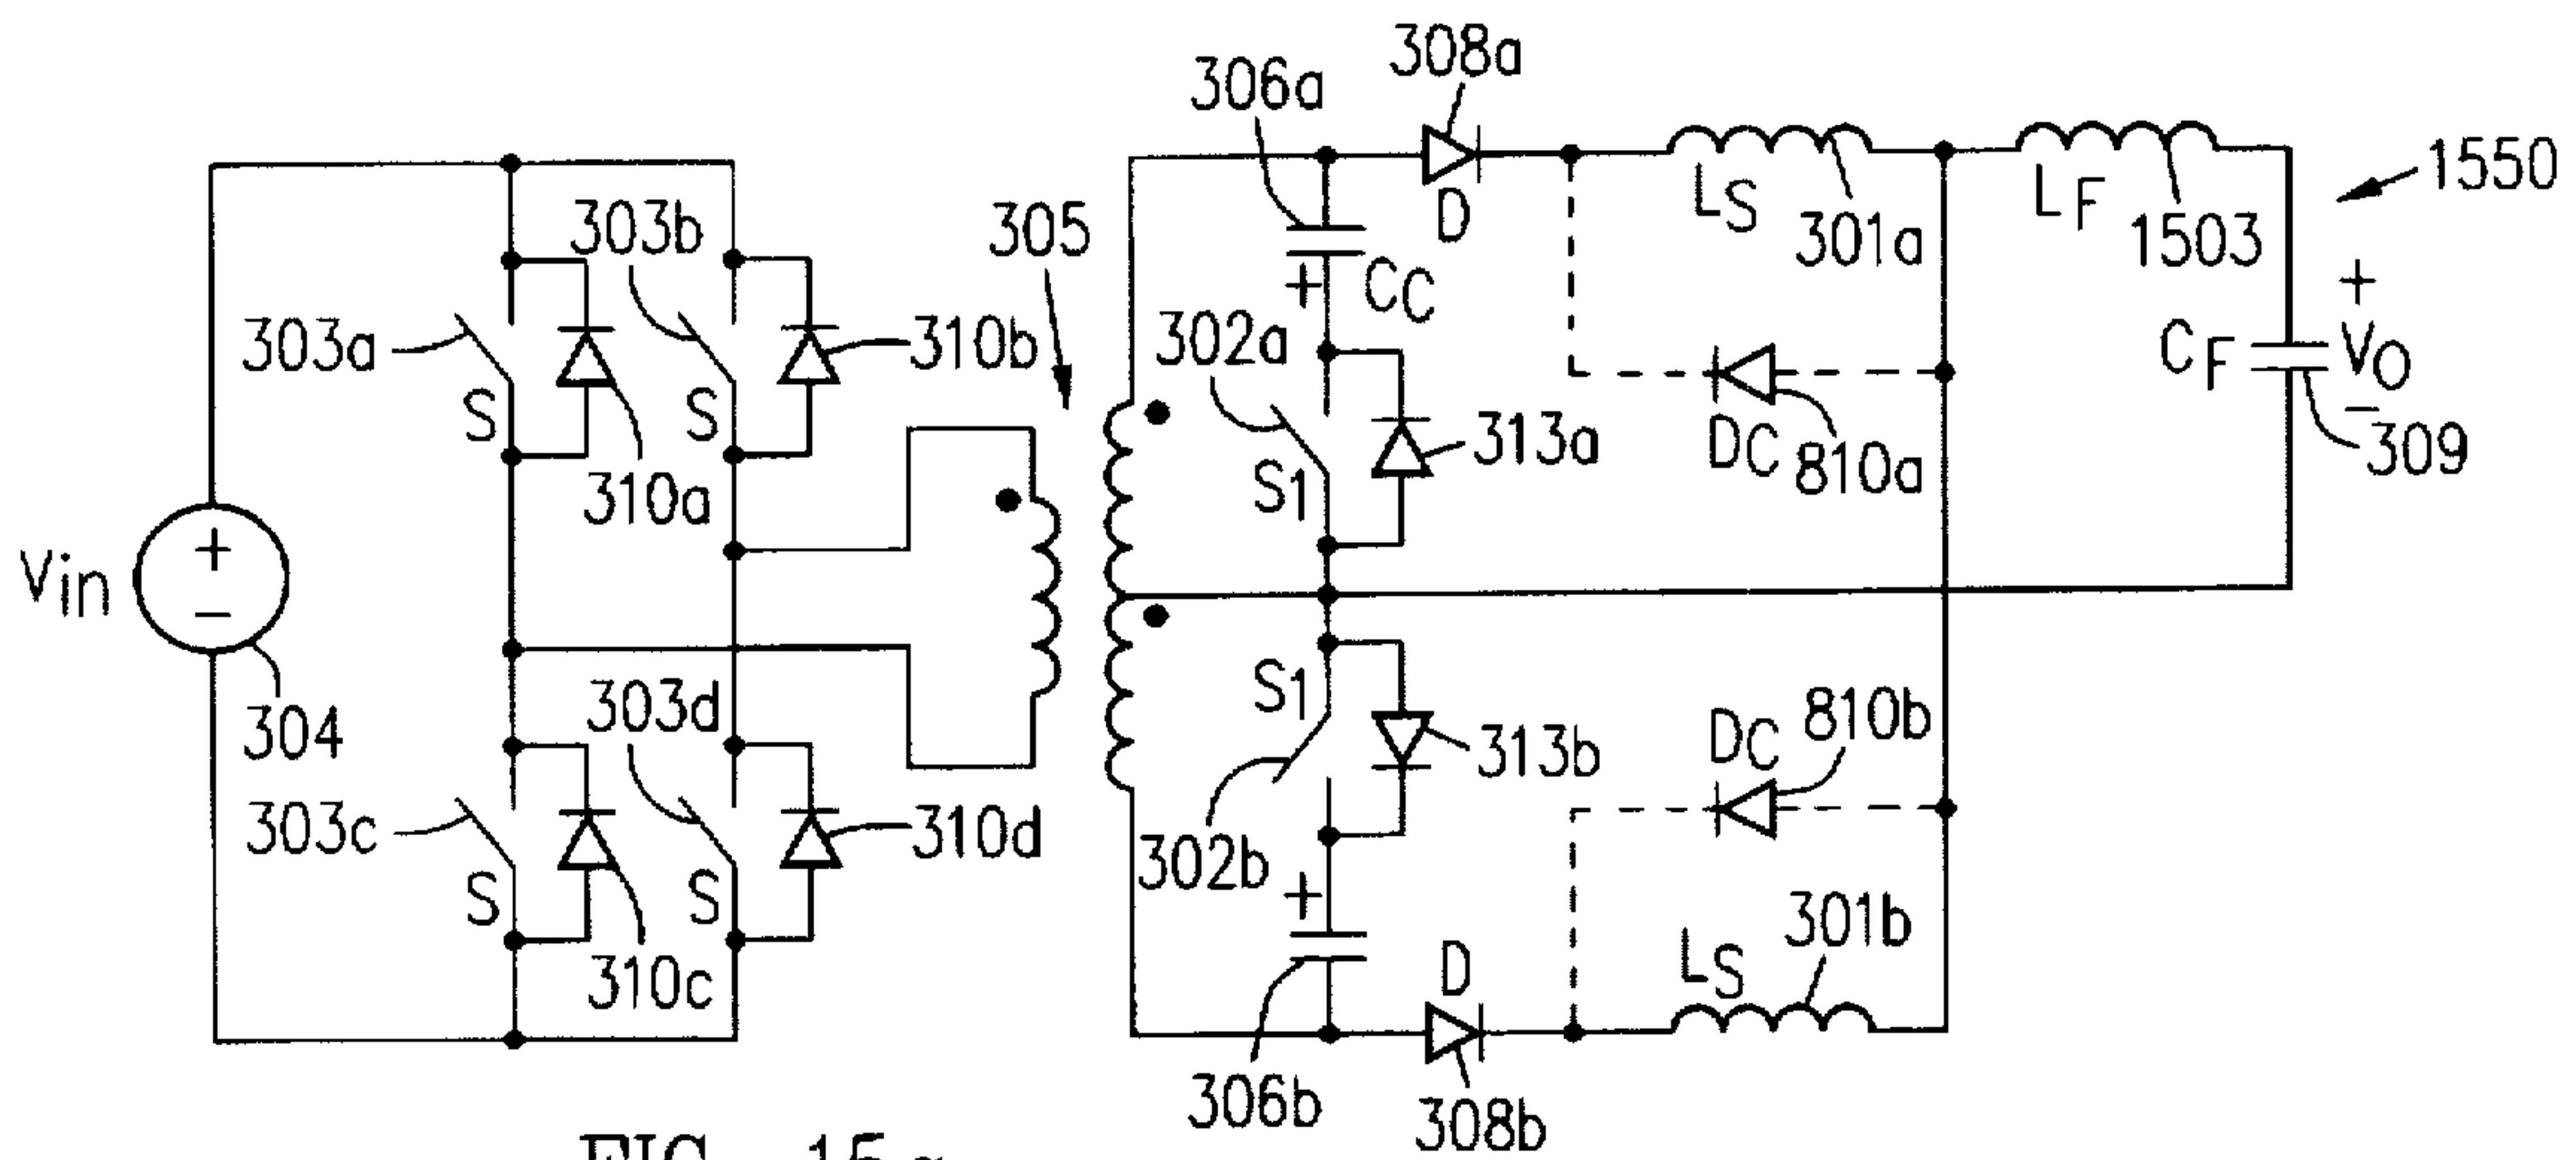 308a
306a
1550
D
LS
301a
LF
1503
305
303b
CC
+
+
303a
310b
302a
CF
VO
S
S
313a
DC
810a
−
309
310a
S1
Vin
+
−
S1
304
303d
DC
810b
313b
303c
310d
302b
S
S
+
301b
310c
D
LS
306b
308b